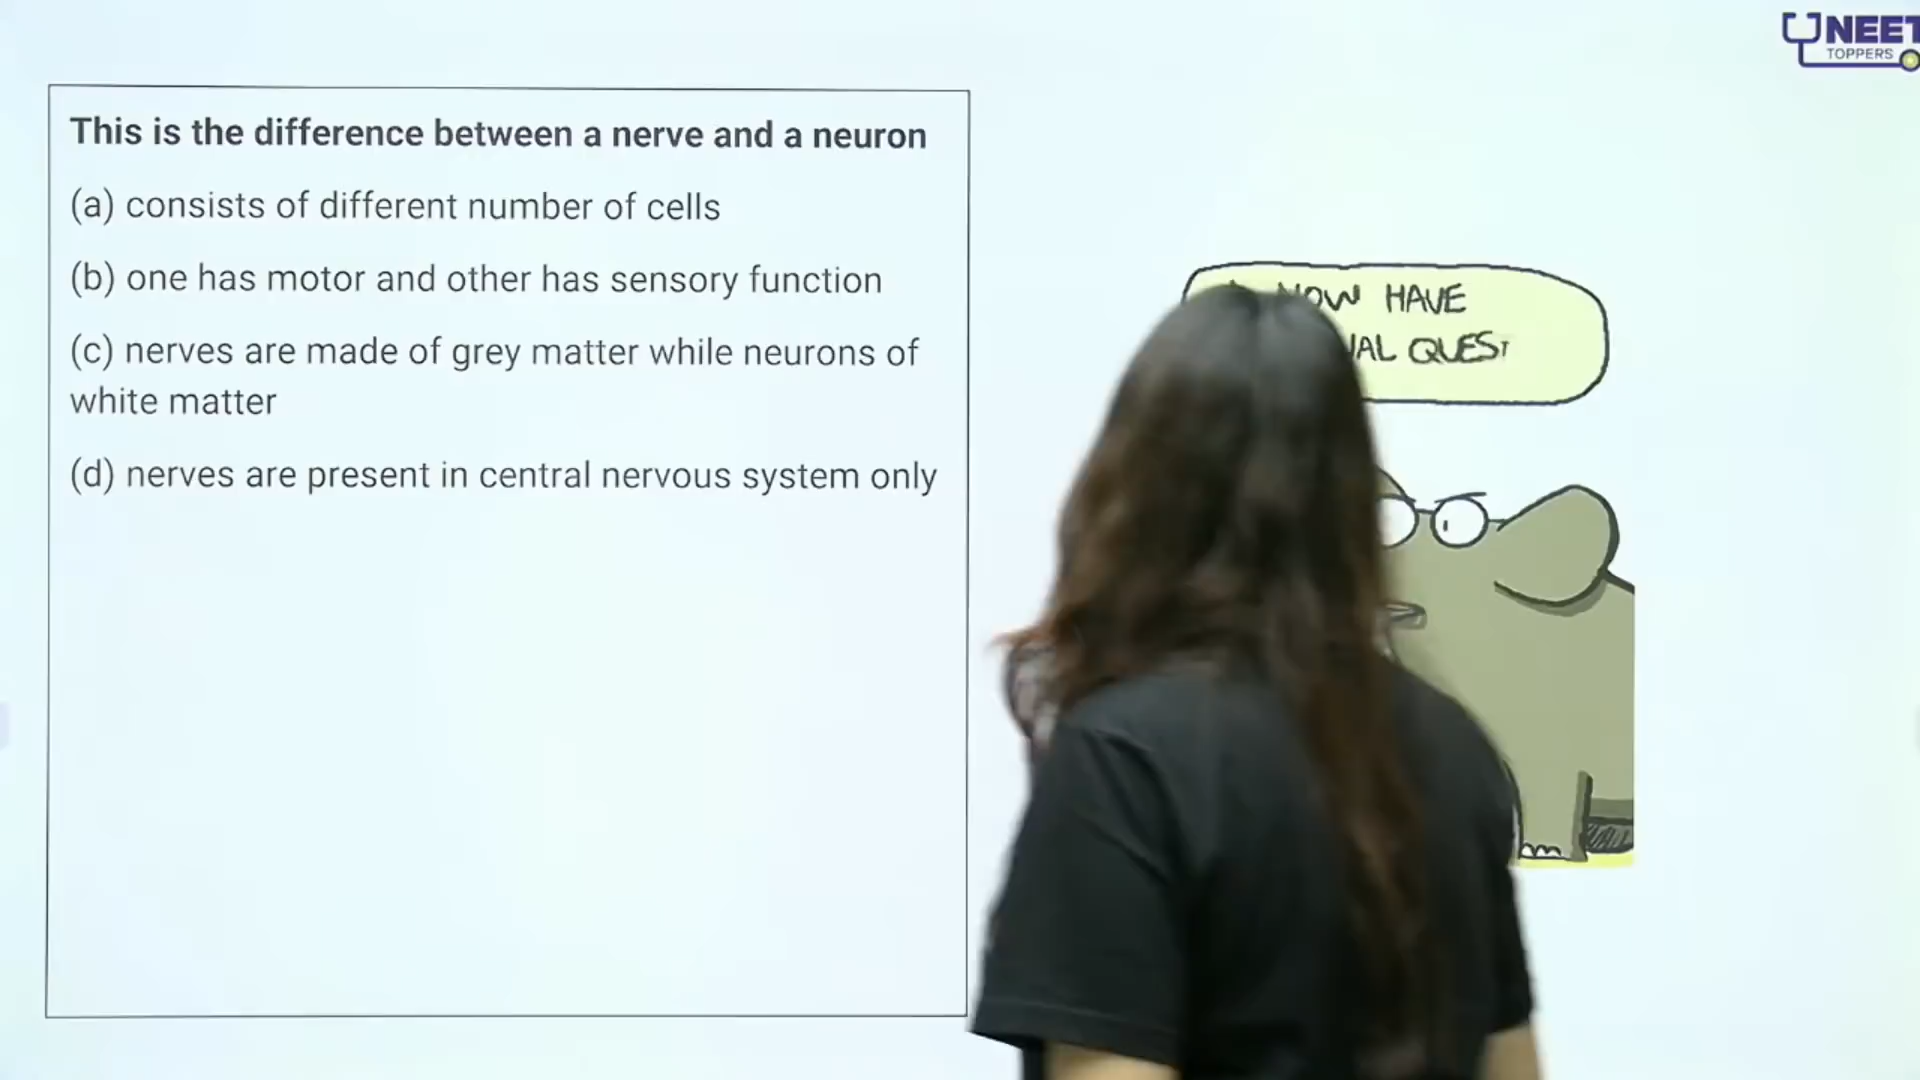 NEET
TOPPERS
This is the difference between a nerve and a neuron
(a) consists of different number of cells
(b) one has motor and other has sensory function
(c) nerves are made of grey matter while neurons of
white matter
(d) nerves are present in central nervous system only
HAVE